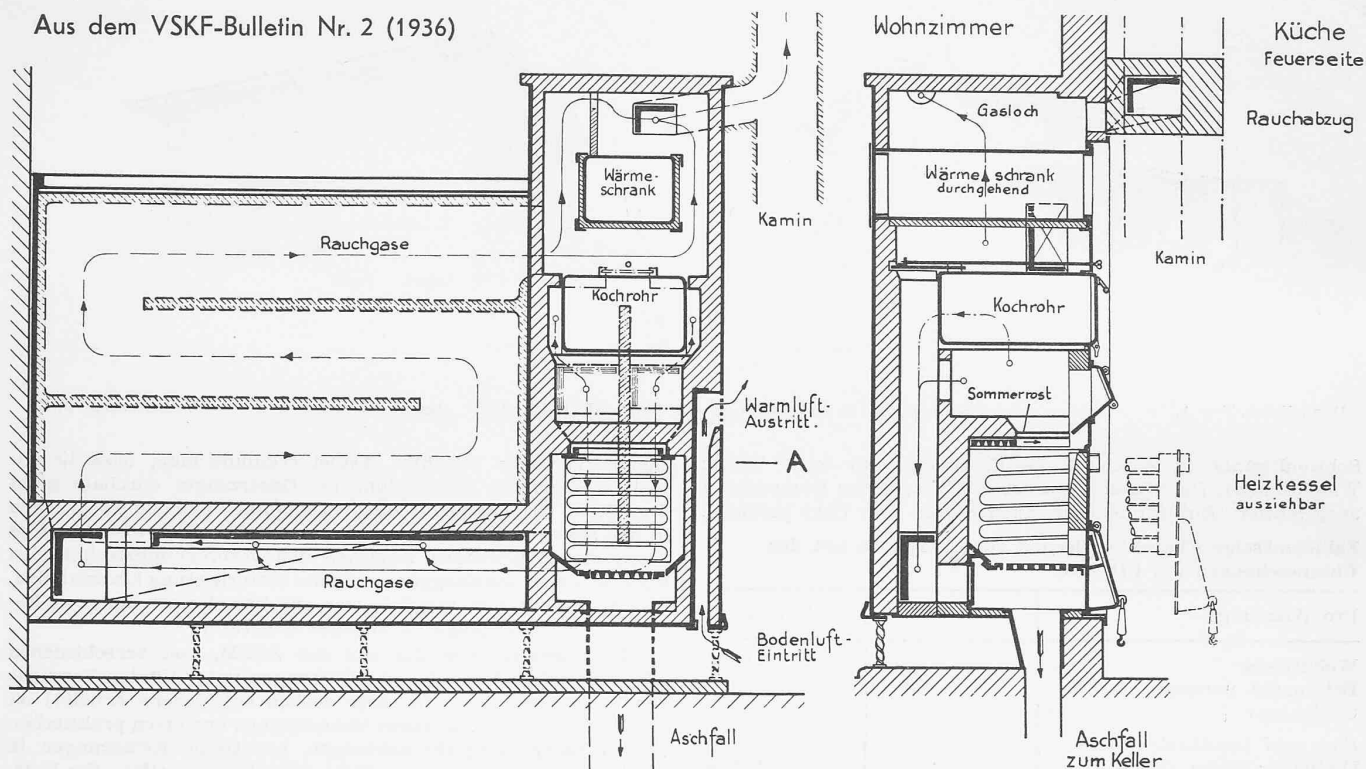 Aus dem VSKF-Bulletin Nr. 2 (1936)
Wohnzimmer
Küche
Feuerseite
Rauchabzug
Gasloch
Wärme-
schrank
Wärmeschrank
durchgehend
Kamin
Kamin
Rauchgase
Kochrohr
Kochrohr
Sommerrost
Warmluft-
Austritt.
A
Heizkessel
ausziehbar
Rauchgase
Bodenluft-
Eintritt
Aschfall
Aschfall
zum Keller